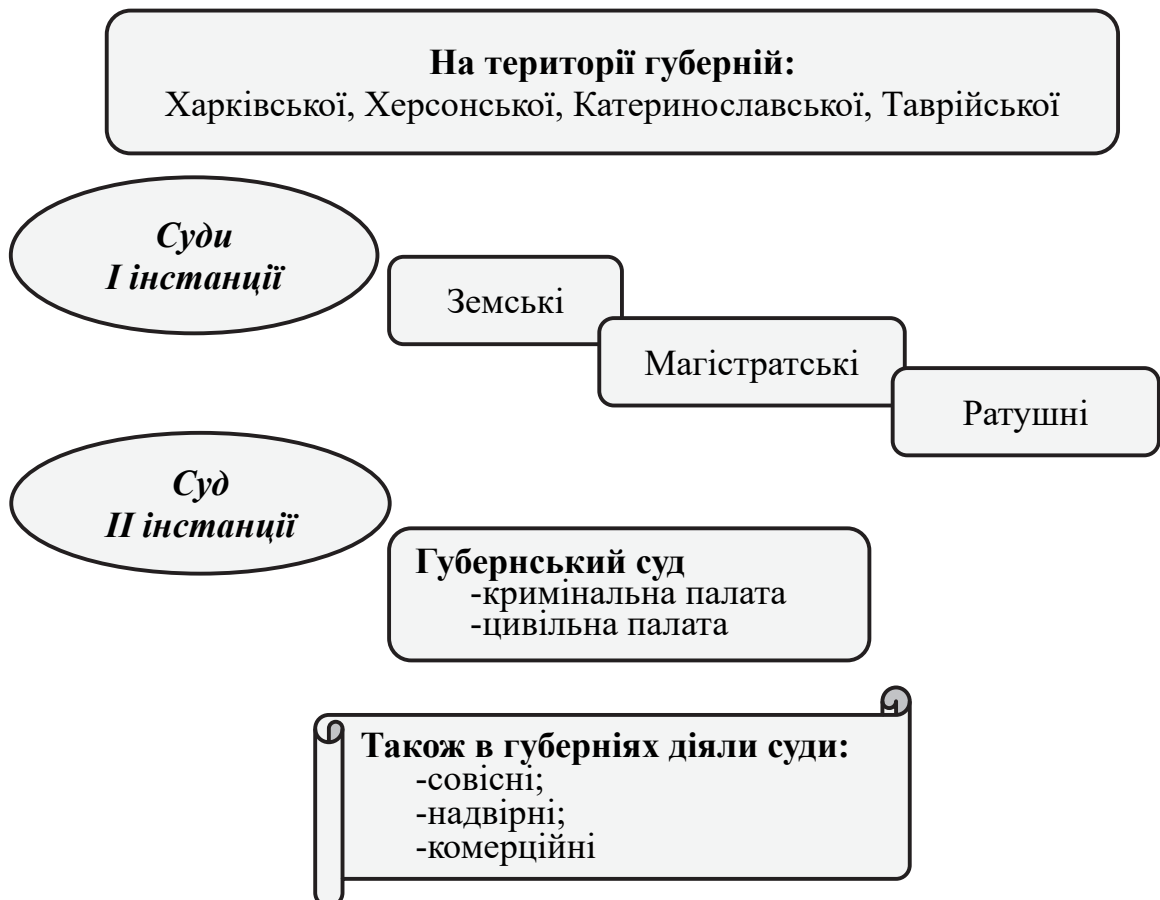 На території губерній:
Харківської, Херсонської, Катеринославської, Таврійської
Суди
І інстанції
Земські
Магістратські
Ратушні
Суд
ІІ інстанції
Губернський суд
-кримінальна палата
-цивільна палата
Також в губерніях діяли суди:
-совісні;
-надвірні;
-комерційні